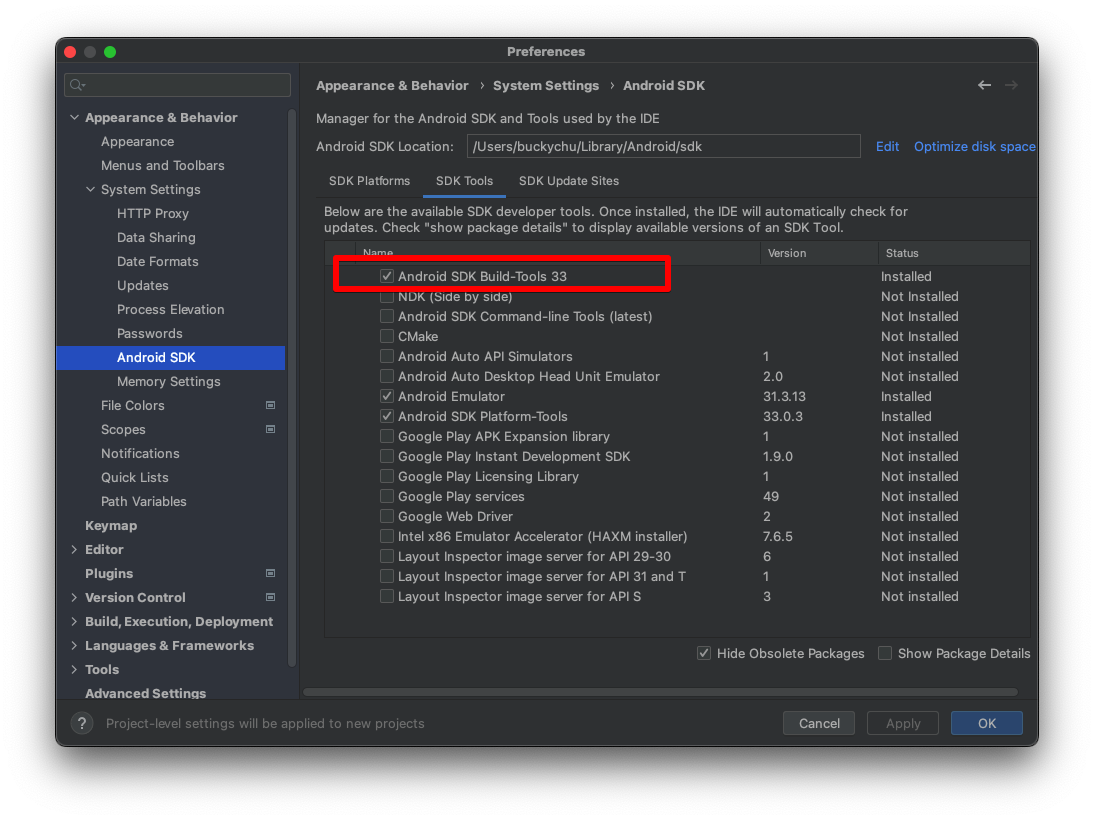 Preferences
Appearance & Behavior
Appearance
Menus and Toolbars
System Settings
HTTP Proxy
Data Sharing
Date Formats
Updates
Process Elevation
Passwords
Android SDK
Memory Settings
File Colors
Scopes
Notifications
Quick Lists
Path Variables
Keymap
Editor
Plugins
Version Control
Build, Execution, Deployment
Languages & Frameworks
Tools
Advanced Settings
Appearance & Behavior › System Settings › Android SDK
Manager for the Android SDK and Tools used by the IDE
Android SDK Location: /Users/buckychu/Library/Android/sdk Edit Optimize disk space
SDK Platforms SDK Tools SDK Update Sites
Below are the available SDK developer tools. Once installed, the IDE will automatically check for
updates. Check "show package details" to display available versions of an SDK Tool.
Name Version Status
Android SDK Build-Tools 33 Installed
NDK (Side by side) Not Installed
Android SDK Command-line Tools (latest) Not Installed
CMake Not Installed
Android Auto API Simulators 1 Not installed
Android Auto Desktop Head Unit Emulator 2.0 Not installed
Android Emulator 31.3.13 Installed
Android SDK Platform-Tools 33.0.3 Installed
Google Play APK Expansion library 1 Not installed
Google Play Instant Development SDK 1.9.0 Not installed
Google Play Licensing Library 1 Not installed
Google Play services 49 Not installed
Google Web Driver 2 Not installed
Intel x86 Emulator Accelerator (HAXM installer) 7.6.5 Not installed
Layout Inspector image server for API 29-30 6 Not installed
Layout Inspector image server for API 31 and T 1 Not installed
Layout Inspector image server for API S 3 Not installed
Hide Obsolete Packages Show Package Details
? Project-level settings will be applied to new projects
Cancel Apply OK